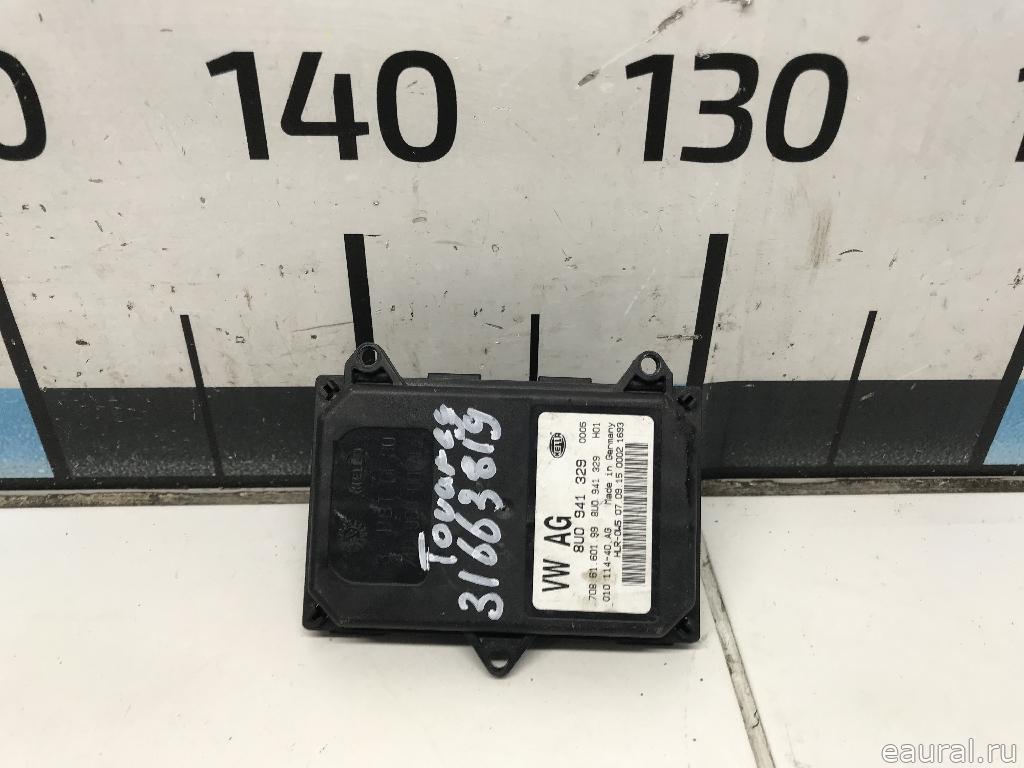 140
130
Touareg
31663819
HELLA
VW AG
8U0 941 329 0005
708 61.601.99 8U0 941 329 H01
010 114-40 AG Made in Germany
HLR-0W5 07.09.15 0002 1693
eaural.ru